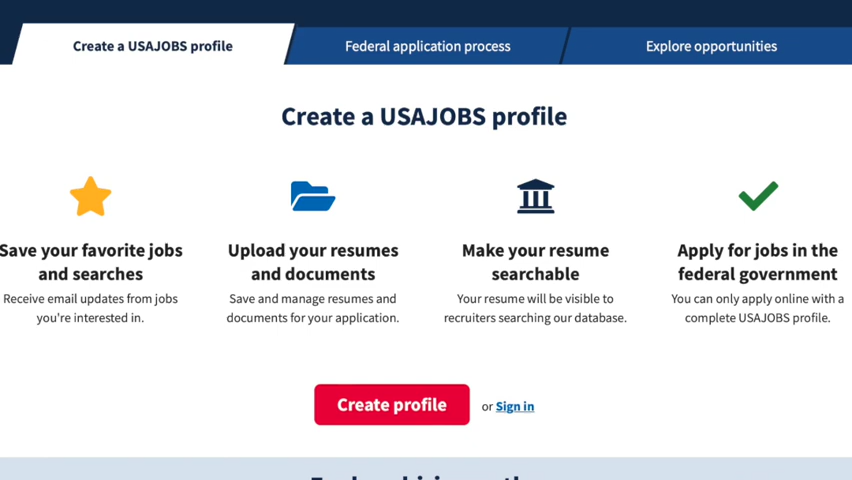 Create a USAJOBS profile
Federal application process
Explore opportunities
Create a USAJOBS profile
Save your favorite jobs
and searches
Receive email updates from jobs
you're interested in.
Upload your resumes
and documents
Save and manage resumes and
documents for your application.
Make your resume
searchable
Your resume will be visible to
recruiters searching our database.
Apply for jobs in the
federal government
You can only apply online with a
complete USAJOBS profile.
Create profile
or Sign in